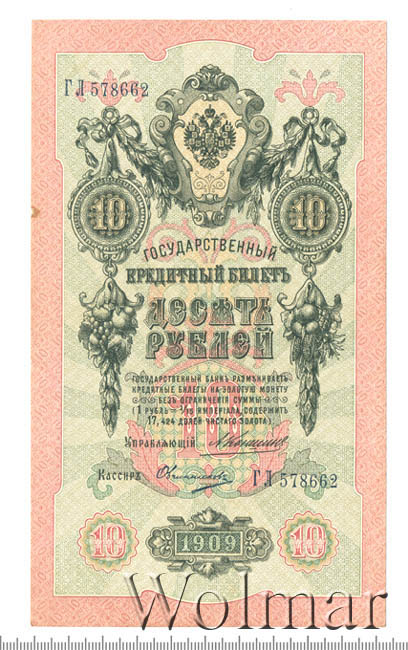 ГЛ 578662
10 10
ГОСУДАРСТВЕННЫЙ
КРЕДИТНЫЙ БИЛЕТЪ
ДЕСЯТЬ
РУБЛЕЙ
ГОСУДАРСТВЕННЫЙ БАНКЪ РАЗМѢНИВАЕТЪ
КРЕДИТНЫЕ БИЛЕТЫ НА ЗОЛОТУЮ МОНЕТУ
БЕЗЪ ОГРАНИЧЕНІЯ СУММЫ
(1 РУБЛЬ = 1/15 ИМПЕРІАЛА, СОДЕРЖИТЪ
17,424 ДОЛЕЙ ЧИСТАГО ЗОЛОТА)
10
УПРАВЛЯЮЩІЙ
Кассиръ
ГЛ 578662
10 1909 10
Wolmar